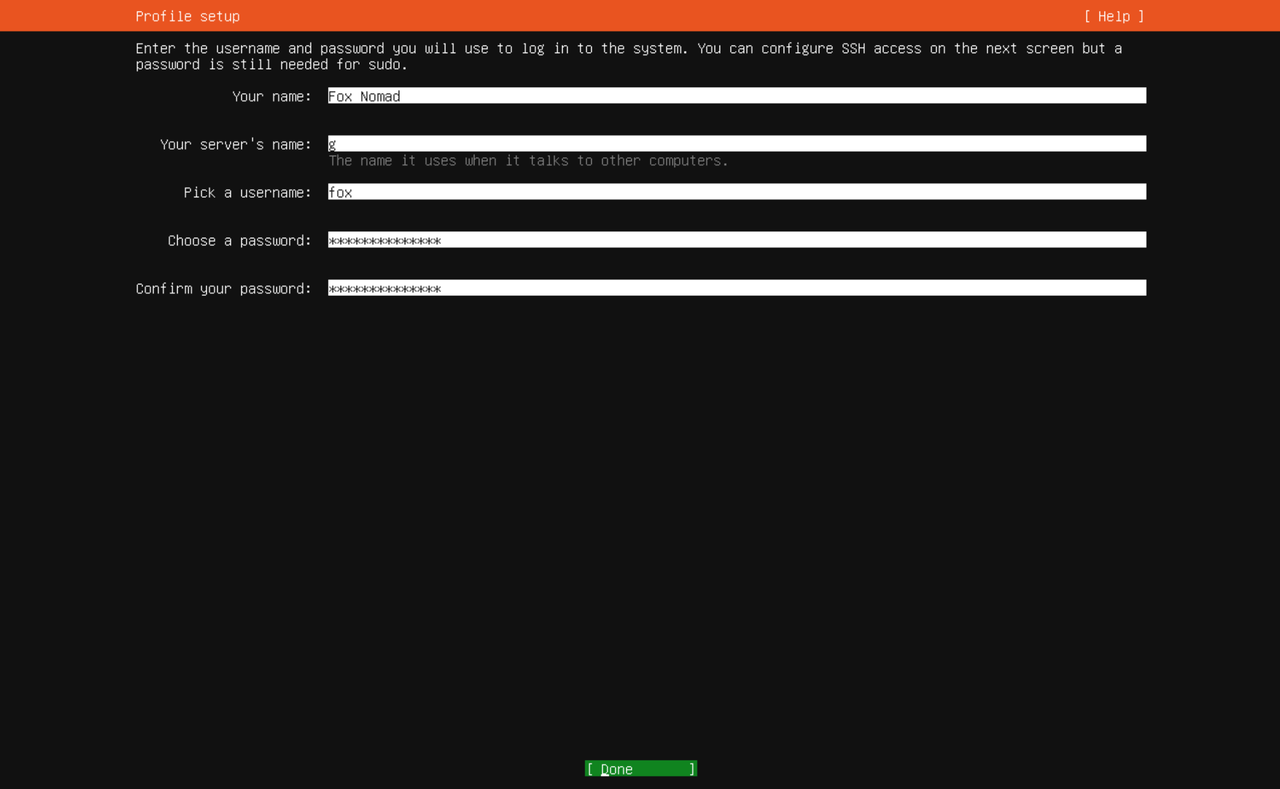 Profile setup [ Help ]
Enter the username and password you will use to log in to the system. You can configure SSH access on the next screen but a
password is still needed for sudo.
Your name: Fox Nomad
Your server's name: g
The name it uses when it talks to other computers.
Pick a username: fox
Choose a password: **************
Confirm your password: **************
[ Done ]